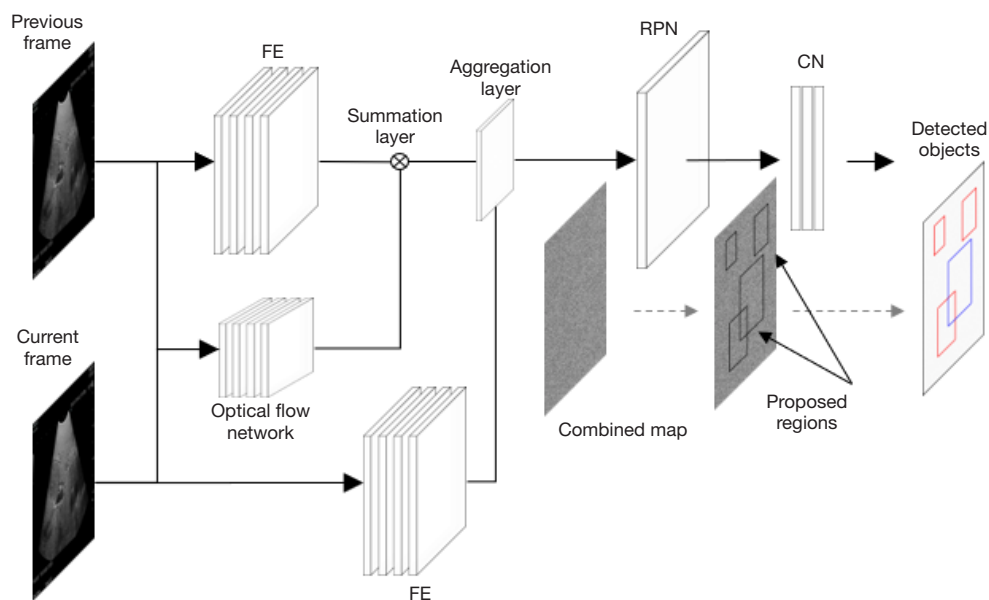 Previous
frame
FE
Summation
layer
Aggregation
layer
RPN
CN
Detected
objects
Current
frame
Optical flow
network
Combined map
Proposed
regions
FE